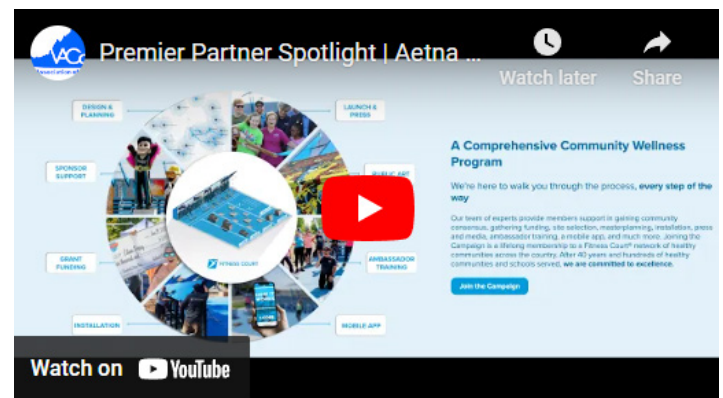 VACo
Association of
Premier Partner Spotlight | Aetna ...
Watch later
Share
DESIGN &
PLANNING
LAUNCH &
PRESS
SPONSOR
SUPPORT
PUBLIC ART
GRANT
FUNDING
AMBASSADOR
TRAINING
INSTALLATION
MOBILE APP
FITNESS COURT
A Comprehensive Community Wellness
Program
We're here to walk you through the process, every step of the
way
Our team of experts provide members support in gaining community
consensus, gathering funding, site selection, masterplanning, installation, press
and media, ambassador training, a mobile app, and much more. Joining the
Campaign is a lifelong membership to a Fitness Court® network of healthy
communities across the country. After 40 years and hundreds of healthy
communities and schools served, we are committed to excellence.
Join the Campaign
Watch on YouTube